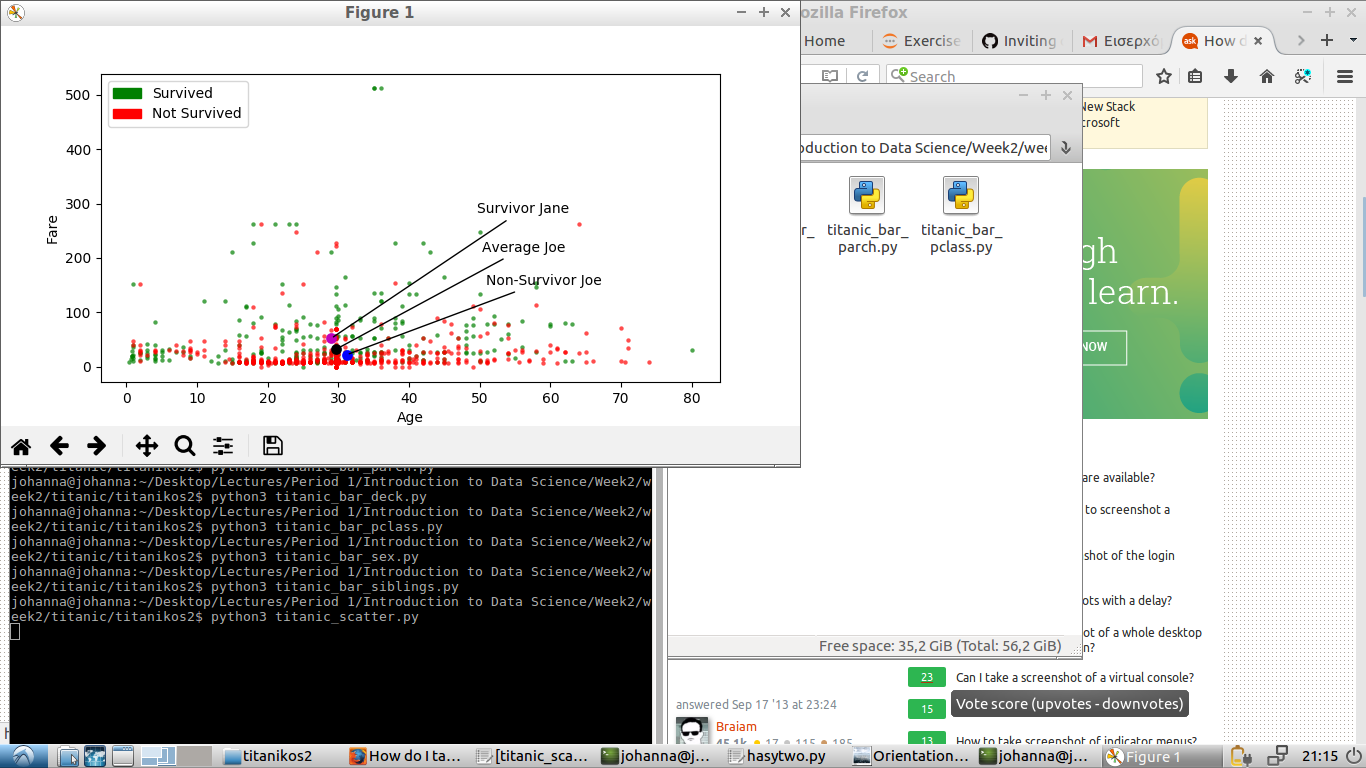 Figure 1
ozilla Firefox
Home
Exercise
Inviting
Εισερχό
How d
Search
500
400
300
200
100
0
Fare
Survived
Not Survived
Survivor Jane
Average Joe
Non-Survivor Joe
0 10 20 30 40 50 60 70 80
Age
oduction to Data Science/Week2/wee
titanic_bar_
parch.py
titanic_bar_
pclass.py
New Stack
crosoft
gh
learn.
NOW
are available?
to screenshot a
shot of the login
ots with a delay?
ot of a whole desktop
n?
eek2/titanic/titanikos2$ python3 titanic_bar_parch.py
johanna@johanna:~/Desktop/Lectures/Period 1/Introduction to Data Science/Week2/w
eek2/titanic/titanikos2$ python3 titanic_bar_deck.py
johanna@johanna:~/Desktop/Lectures/Period 1/Introduction to Data Science/Week2/w
eek2/titanic/titanikos2$ python3 titanic_bar_pclass.py
johanna@johanna:~/Desktop/Lectures/Period 1/Introduction to Data Science/Week2/w
eek2/titanic/titanikos2$ python3 titanic_bar_sex.py
johanna@johanna:~/Desktop/Lectures/Period 1/Introduction to Data Science/Week2/w
eek2/titanic/titanikos2$ python3 titanic_bar_siblings.py
johanna@johanna:~/Desktop/Lectures/Period 1/Introduction to Data Science/Week2/w
eek2/titanic/titanikos2$ python3 titanic_scatter.py
Free space: 35,2 GiB (Total: 56,2 GiB)
23 Can I take a screenshot of a virtual console?
15 Vote score (upvotes - downvotes)
13 How to take screenshot of indicator menus?
answered Sep 17 '13 at 23:24
Braiam
45.1k 17 115 185
titanikos2
How do I ta...
[titanic_sca...
johanna@j...
hasytwo.py
Orientation...
johanna@j...
Figure 1
21:15